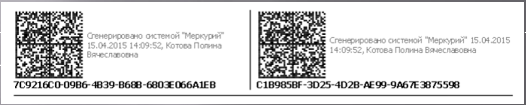 Сгенерировано системой "Меркурий"
15.04.2015 14:09:52, Котова Полина
Вячеславовна
7C9216C0-09B6-4B39-B68B-6803E066A1EB
Сгенерировано системой "Меркурий" 15.04.2015
14:09:52, Котова Полина Вячеславовна
C1B985BF-3D25-4D2B-AE99-9A67E3875598